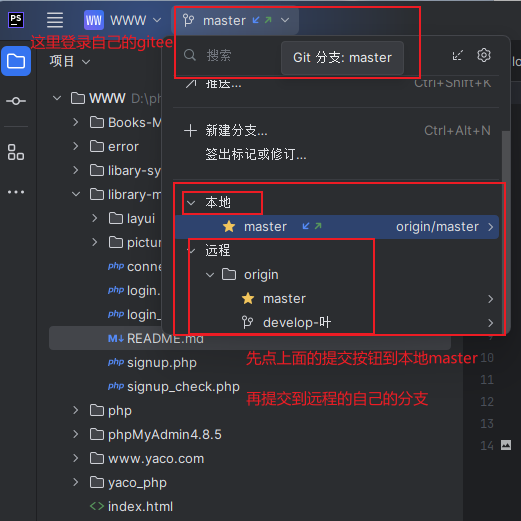 PS
WW
WWW
master
这里登录自己的gitee
搜索
Git 分支: master
项目
推送...
Ctrl+Shift+K
WWW D:\ph
Books-M
新建分支...
Ctrl+Alt+N
error
签出标记或修订...
libary-sy
library-m
本地
layui
master
origin/master
pictur
远程
php conne
origin
php login.
master
php login_
develop-叶
M↓ README.md
先点上面的提交按钮到本地master
10
php signup.php
11
php signup_check.php
再提交到远程的自己的分支
12
php
13
phpMyAdmin4.8.5
14
www.yaco.com
yaco_php
<> index.html